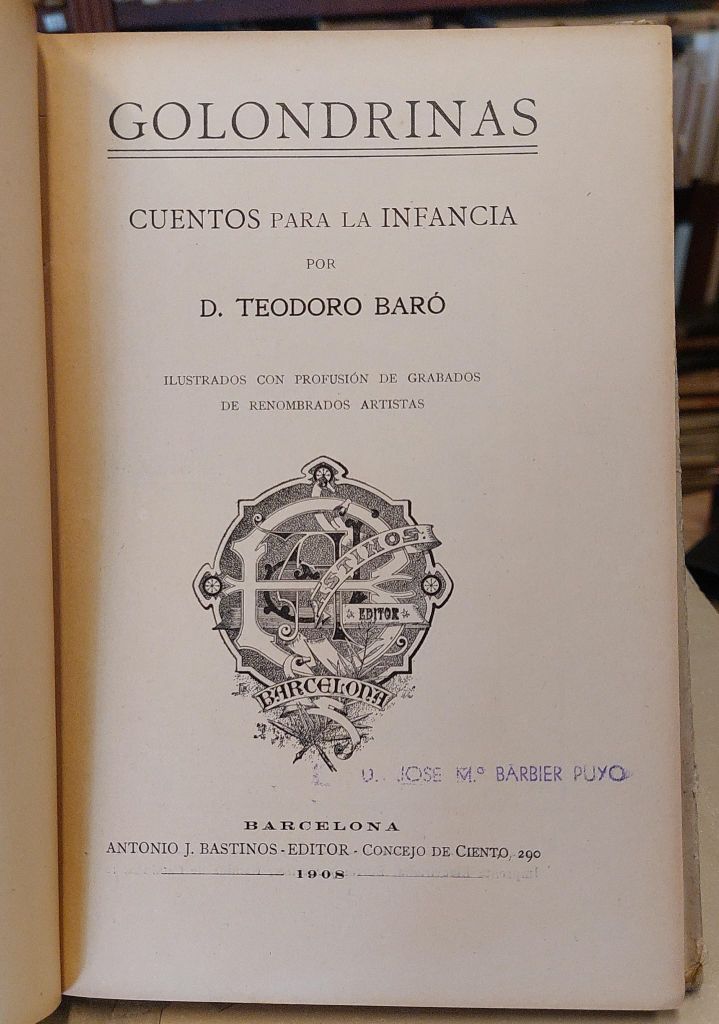 GOLONDRINAS
CUENTOS PARA LA INFANCIA
POR
D. TEODORO BARÓ
ILUSTRADOS CON PROFUSIÓN DE GRABADOS
DE RENOMBRADOS ARTISTAS
BASTINOS
EDITOR
BARCELONA
JOSE Mª BARBIER PUYO
BARCELONA
ANTONIO J. BASTINOS-EDITOR - CONCEJO DE CIENTO, 290
1908